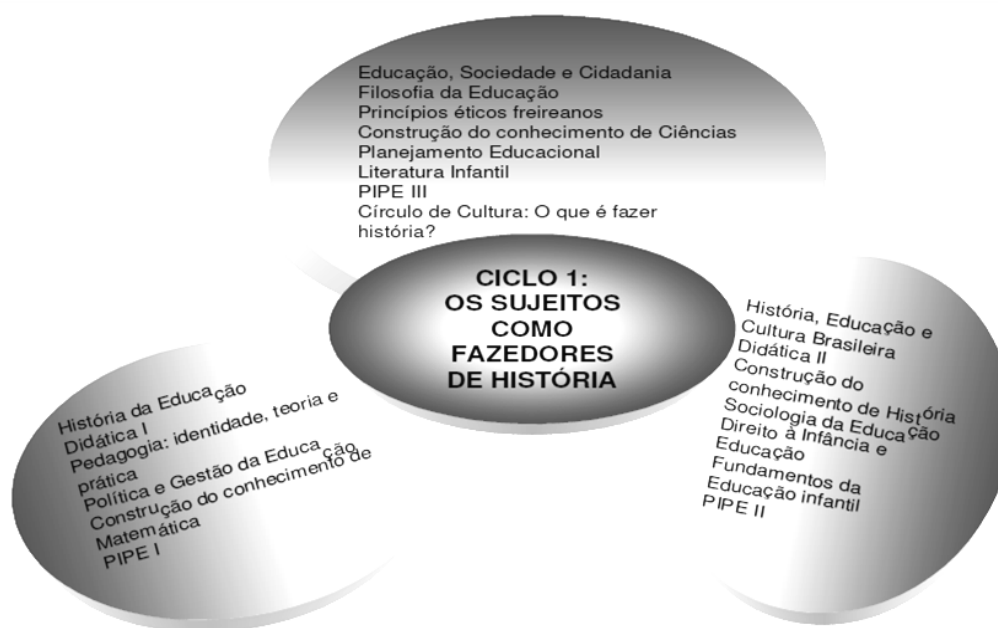 Educação, Sociedade e Cidadania
Filosofia da Educação
Princípios éticos freireanos
Construção do conhecimento de Ciências
Planejamento Educacional
Literatura Infantil
PIPE III
Círculo de Cultura: O que é fazer
história?
CICLO 1:
OS SUJEITOS
COMO
FAZEDORES
DE HISTÓRIA
História da Educação
Didática I
Pedagogia: identidade, teoria e
prática
Política e Gestão da Educação
Construção do conhecimento de
Matemática
PIPE I
História, Educação e
Cultura Brasileira
Didática II
Construção do
conhecimento de História
Sociologia da Educação
Direito à Infância e
Educação
Fundamentos da
Educação infantil
PIPE II